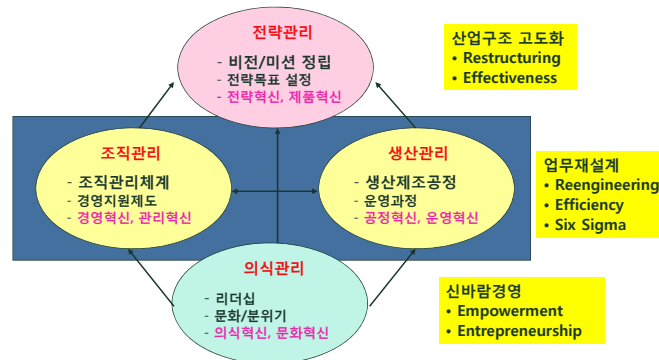 전략관리
- 비전/미션 정립
- 전략목표 설정
- 전략혁신, 제품혁신
산업구조 고도화
• Restructuring
• Effectiveness
조직관리
- 조직관리체계
- 경영지원제도
- 경영혁신, 관리혁신
생산관리
- 생산제조공정
- 운영과정
- 공정혁신, 운영혁신
업무재설계
• Reengineering
• Efficiency
• Six Sigma
의식관리
- 리더십
- 문화/분위기
- 의식혁신, 문화혁신
신바람경영
• Empowerment
• Entrepreneurship